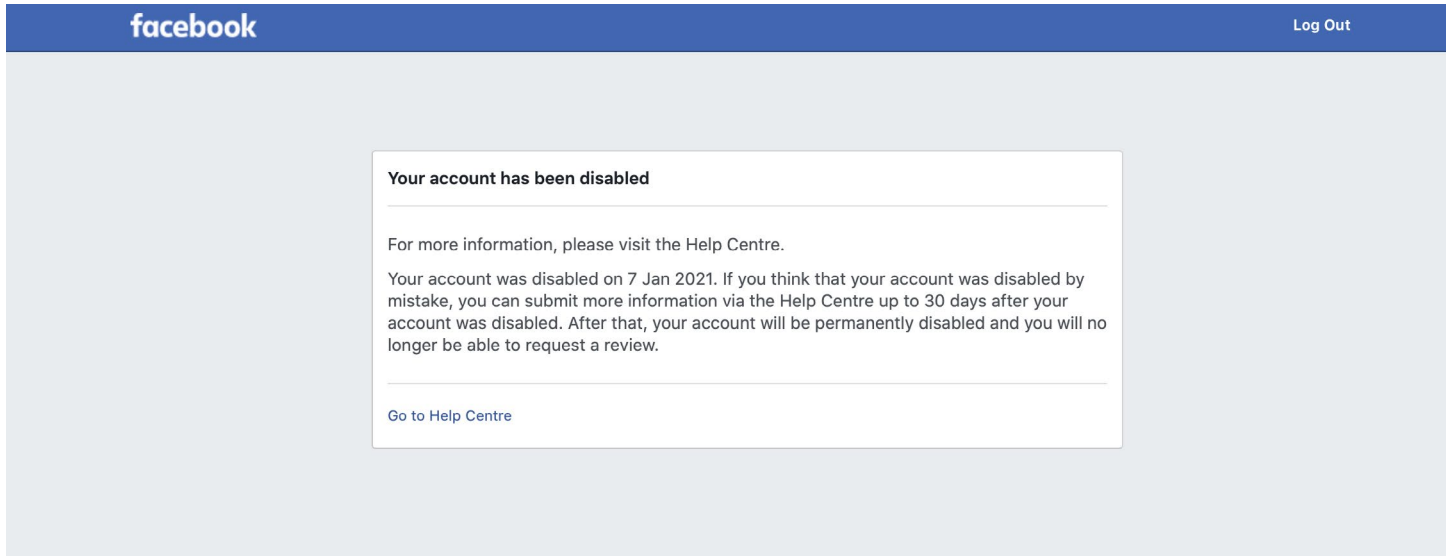 facebook
Log Out
Your account has been disabled
For more information, please visit the Help Centre.
Your account was disabled on 7 Jan 2021. If you think that your account was disabled by
mistake, you can submit more information via the Help Centre up to 30 days after your
account was disabled. After that, your account will be permanently disabled and you will no
longer be able to request a review.
Go to Help Centre